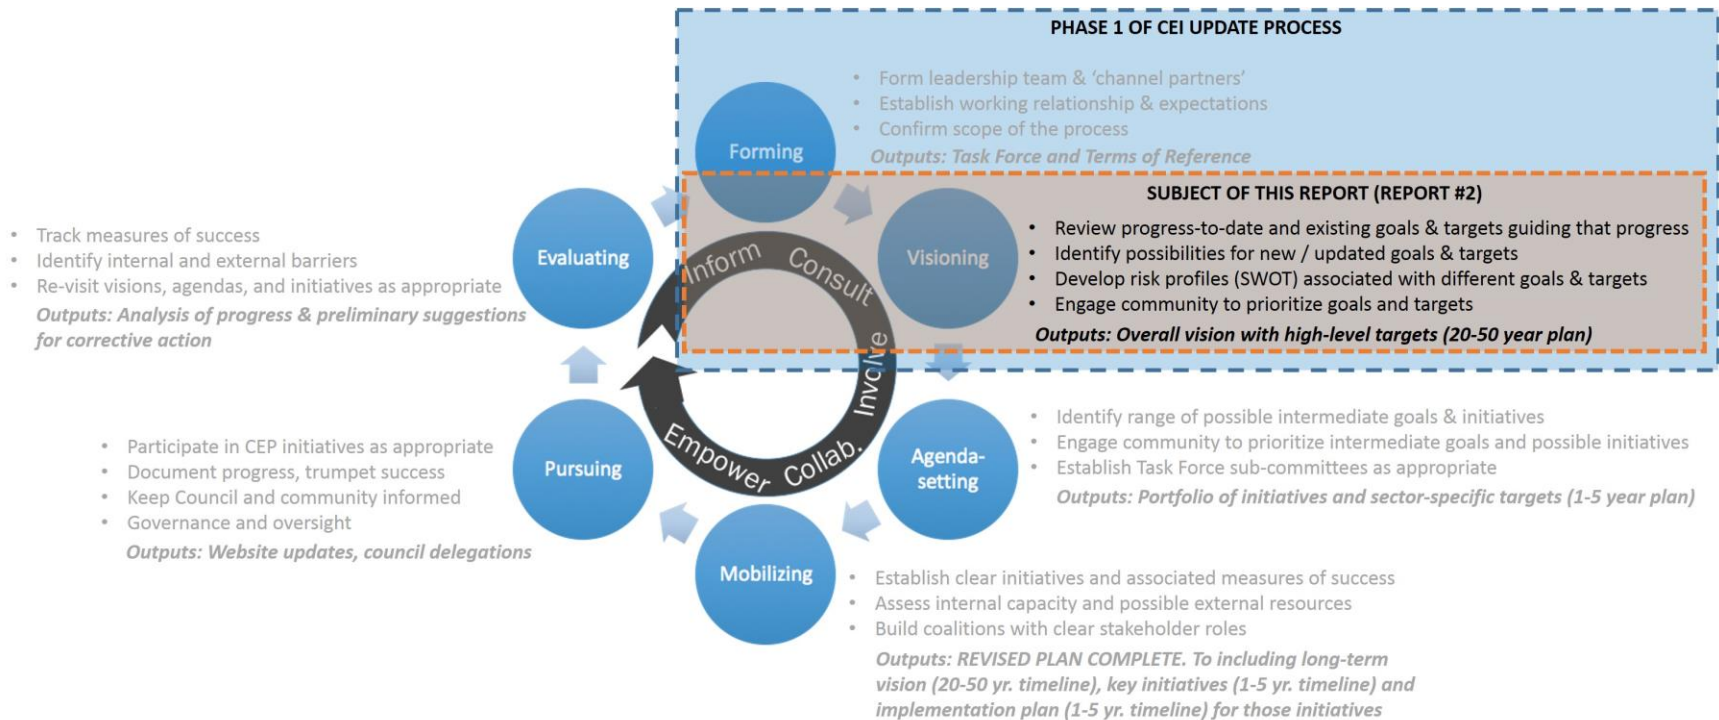 PHASE 1 OF CEI UPDATE PROCESS
• Form leadership team & ‘channel partners’
• Establish working relationship & expectations
• Confirm scope of the process
Outputs: Task Force and Terms of Reference
Forming
SUBJECT OF THIS REPORT (REPORT #2)
• Review progress-to-date and existing goals & targets guiding that progress
• Identify possibilities for new / updated goals & targets
• Develop risk profiles (SWOT) associated with different goals & targets
• Engage community to prioritize goals and targets
Outputs: Overall vision with high-level targets (20-50 year plan)
Visioning
• Track measures of success
• Identify internal and external barriers
• Re-visit visions, agendas, and initiatives as appropriate
Outputs: Analysis of progress & preliminary suggestions
for corrective action
Evaluating
Inform
Consult
Involve
Collab.
Empower
• Identify range of possible intermediate goals & initiatives
• Engage community to prioritize intermediate goals and possible initiatives
• Establish Task Force sub-committees as appropriate
Outputs: Portfolio of initiatives and sector-specific targets (1-5 year plan)
Agenda-
setting
• Participate in CEP initiatives as appropriate
• Document progress, trumpet success
• Keep Council and community informed
• Governance and oversight
Outputs: Website updates, council delegations
Pursuing
Mobilizing
• Establish clear initiatives and associated measures of success
• Assess internal capacity and possible external resources
• Build coalitions with clear stakeholder roles
Outputs: REVISED PLAN COMPLETE. To including long-term
vision (20-50 yr. timeline), key initiatives (1-5 yr. timeline) and
implementation plan (1-5 yr. timeline) for those initiatives